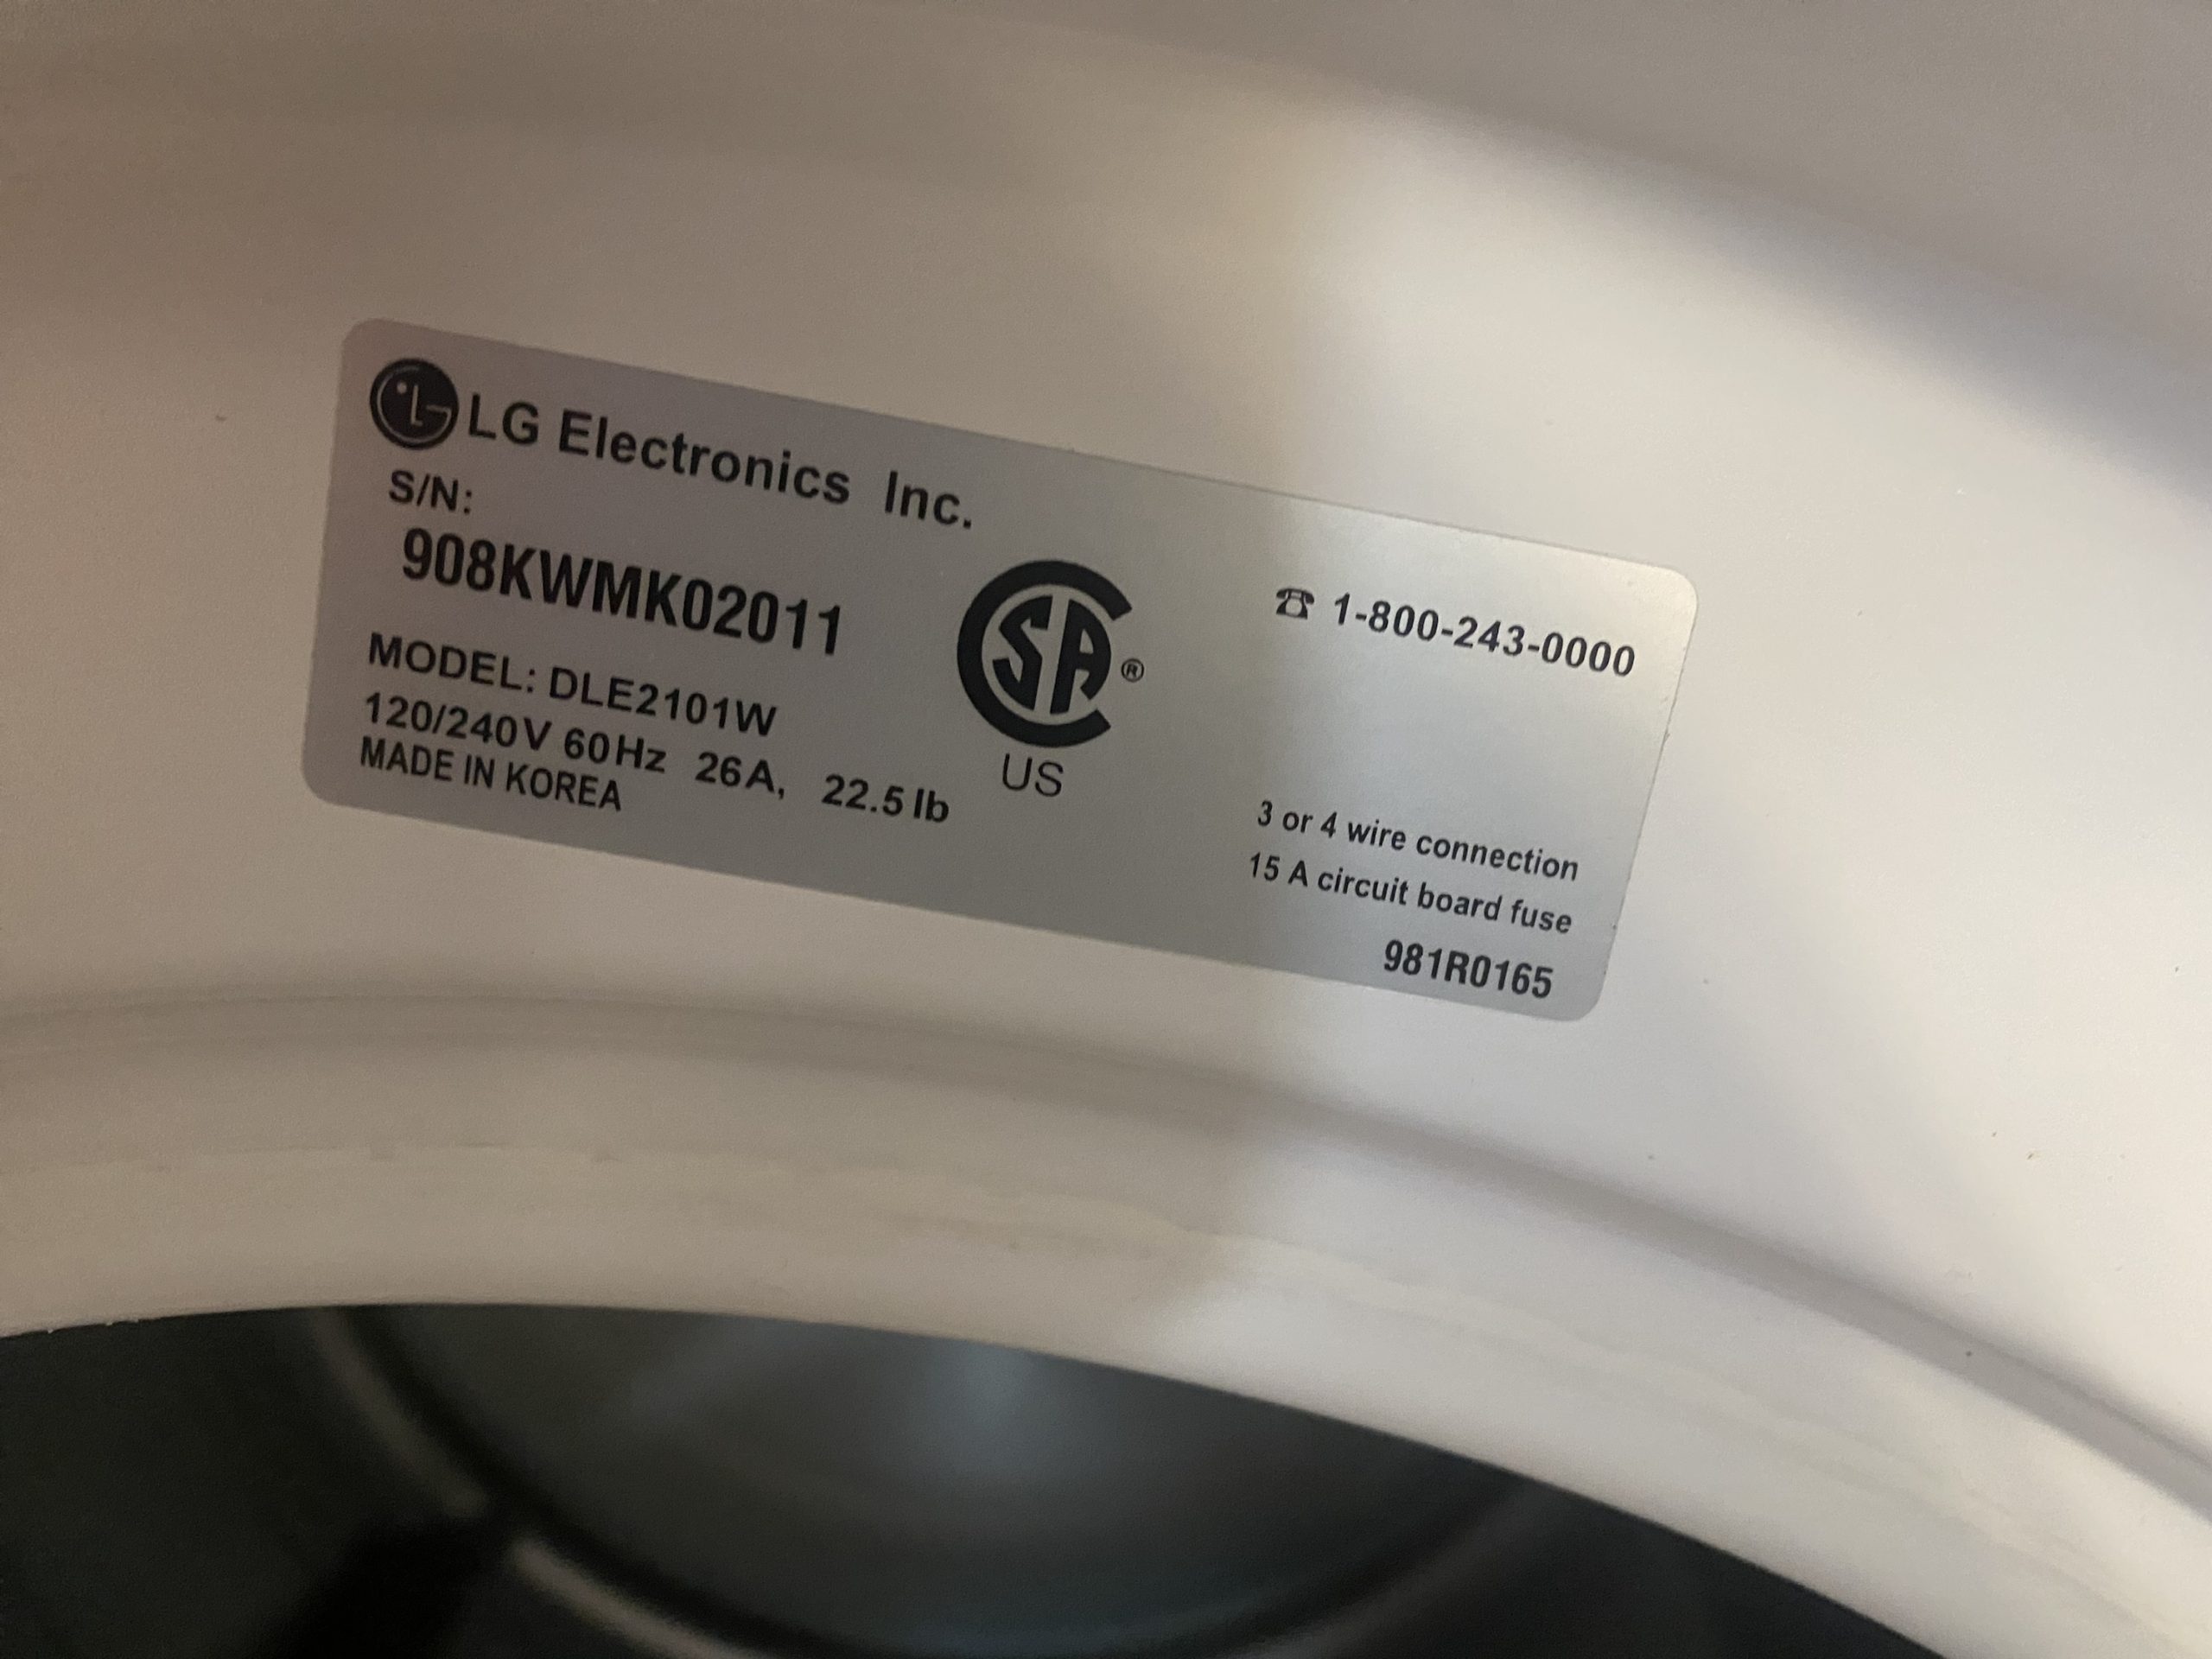 LG Electronics Inc.
S/N:
908KWMK02011
MODEL: DLE2101W
120/240V 60Hz 26A, 22.5 lb
MADE IN KOREA
SA®
US
☎ 1-800-243-0000
3 or 4 wire connection
15 A circuit board fuse
981R0165